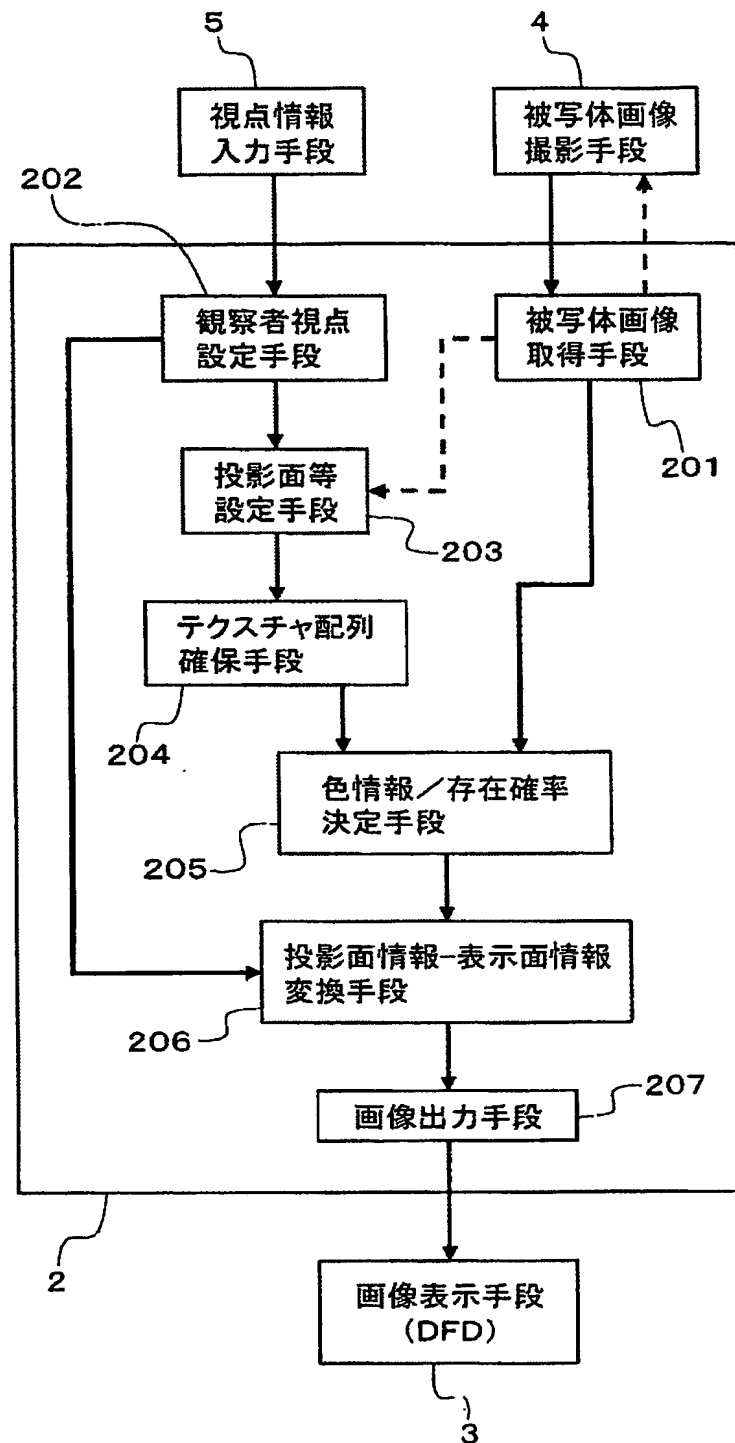 5
4
視点情報
入力手段
被写体画像
撮影手段
202
観察者視点
設定手段
被写体画像
取得手段
201
投影面等
設定手段
203
テクスチャ配列
確保手段
204
色情報／存在確率
決定手段
205
投影面情報−表示面情報
変換手段
206
207
画像出力手段
2
画像表示手段
(DFD)
3